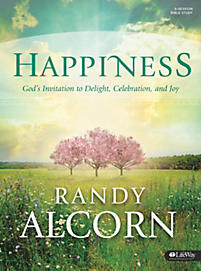 6-SESSION
BIBLE STUDY
HAPPINESS
God's Invitation to Delight, Celebration, and Joy
RANDY
ALCORN
LifeWay